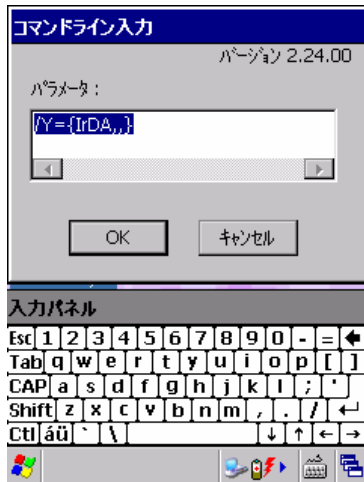 コマンドライン入力
バージョン 2.24.00
パラメータ:
/Y={IrDA,,}
OK キャンセル
入力パネル
Esc 1 2 3 4 5 6 7 8 9 0 - =
Tab q w e r t y u i o p [ ]
CAP a s d f g h j k l ; '
Shift z x c v b n m , . /
Ctl áü ` \